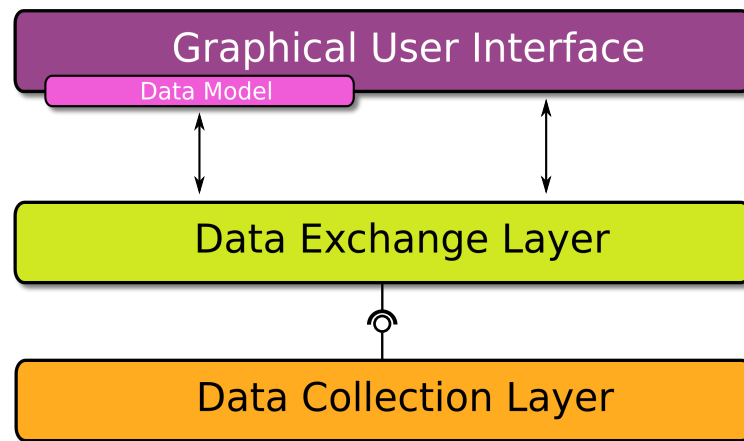 Graphical User Interface
Data Model
Data Exchange Layer
Data Collection Layer